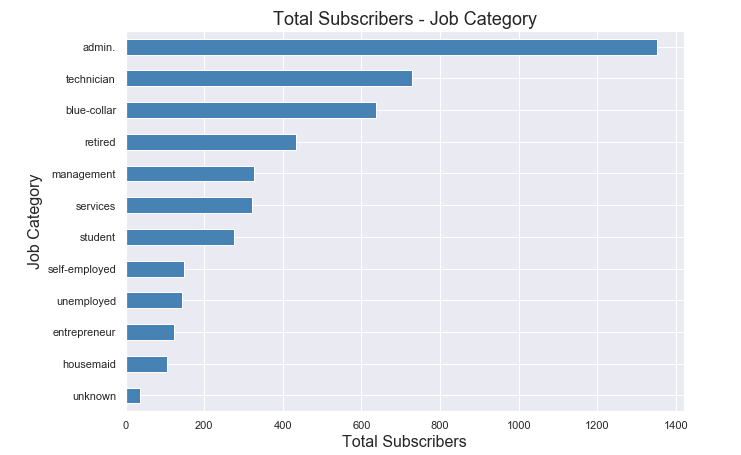 Total Subscribers - Job Category
Job Category
admin.
technician
blue-collar
retired
management
services
student
self-employed
unemployed
entrepreneur
housemaid
unknown
0 200 400 600 800 1000 1200 1400
Total Subscribers